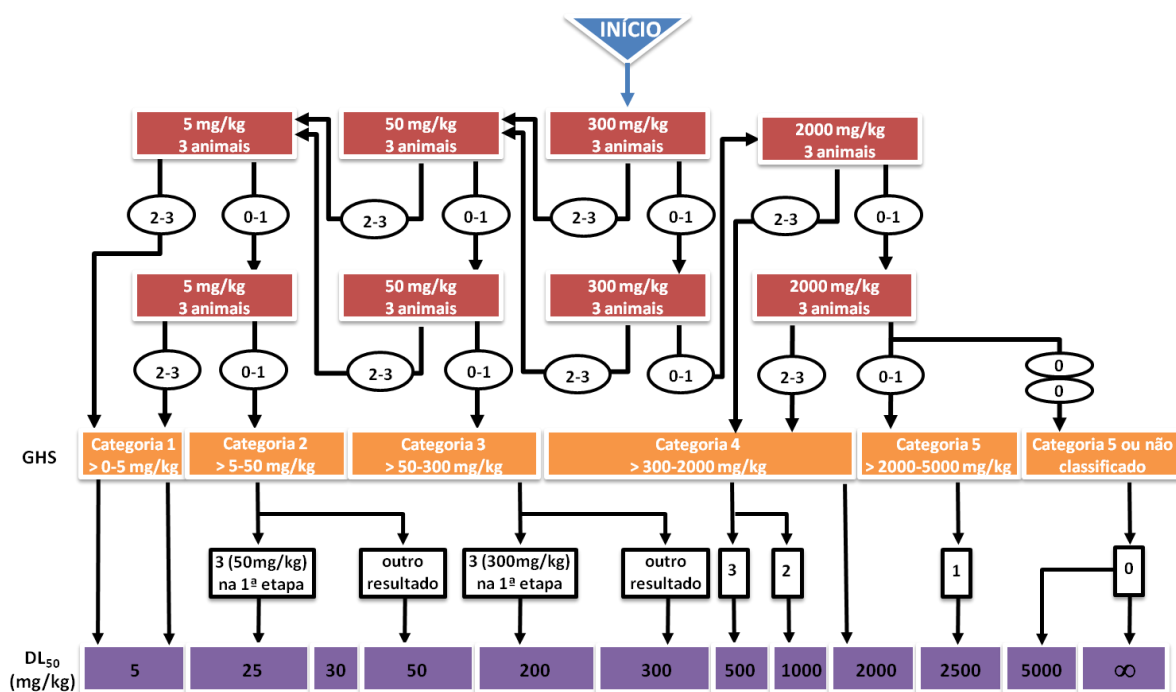 INÍCIO
5 mg/kg
3 animais
50 mg/kg
3 animais
300 mg/kg
3 animais
2000 mg/kg
3 animais
2-3
0-1
2-3
0-1
2-3
0-1
2-3
0-1
5 mg/kg
3 animais
50 mg/kg
3 animais
300 mg/kg
3 animais
2000 mg/kg
3 animais
2-3
0-1
2-3
0-1
2-3
0-1
2-3
0-1
0
0
GHS
Categoria 1
> 0-5 mg/kg
Categoria 2
> 5-50 mg/kg
Categoria 3
> 50-300 mg/kg
Categoria 4
> 300-2000 mg/kg
Categoria 5
> 2000-5000 mg/kg
Categoria 5 ou não
classificado
3 (50mg/kg)
na 1ª etapa
outro
resultado
3 (300mg/kg)
na 1ª etapa
outro
resultado
3
2
1
0
DL50
(mg/kg)
5
25
30
50
200
300
500
1000
2000
2500
5000
∞